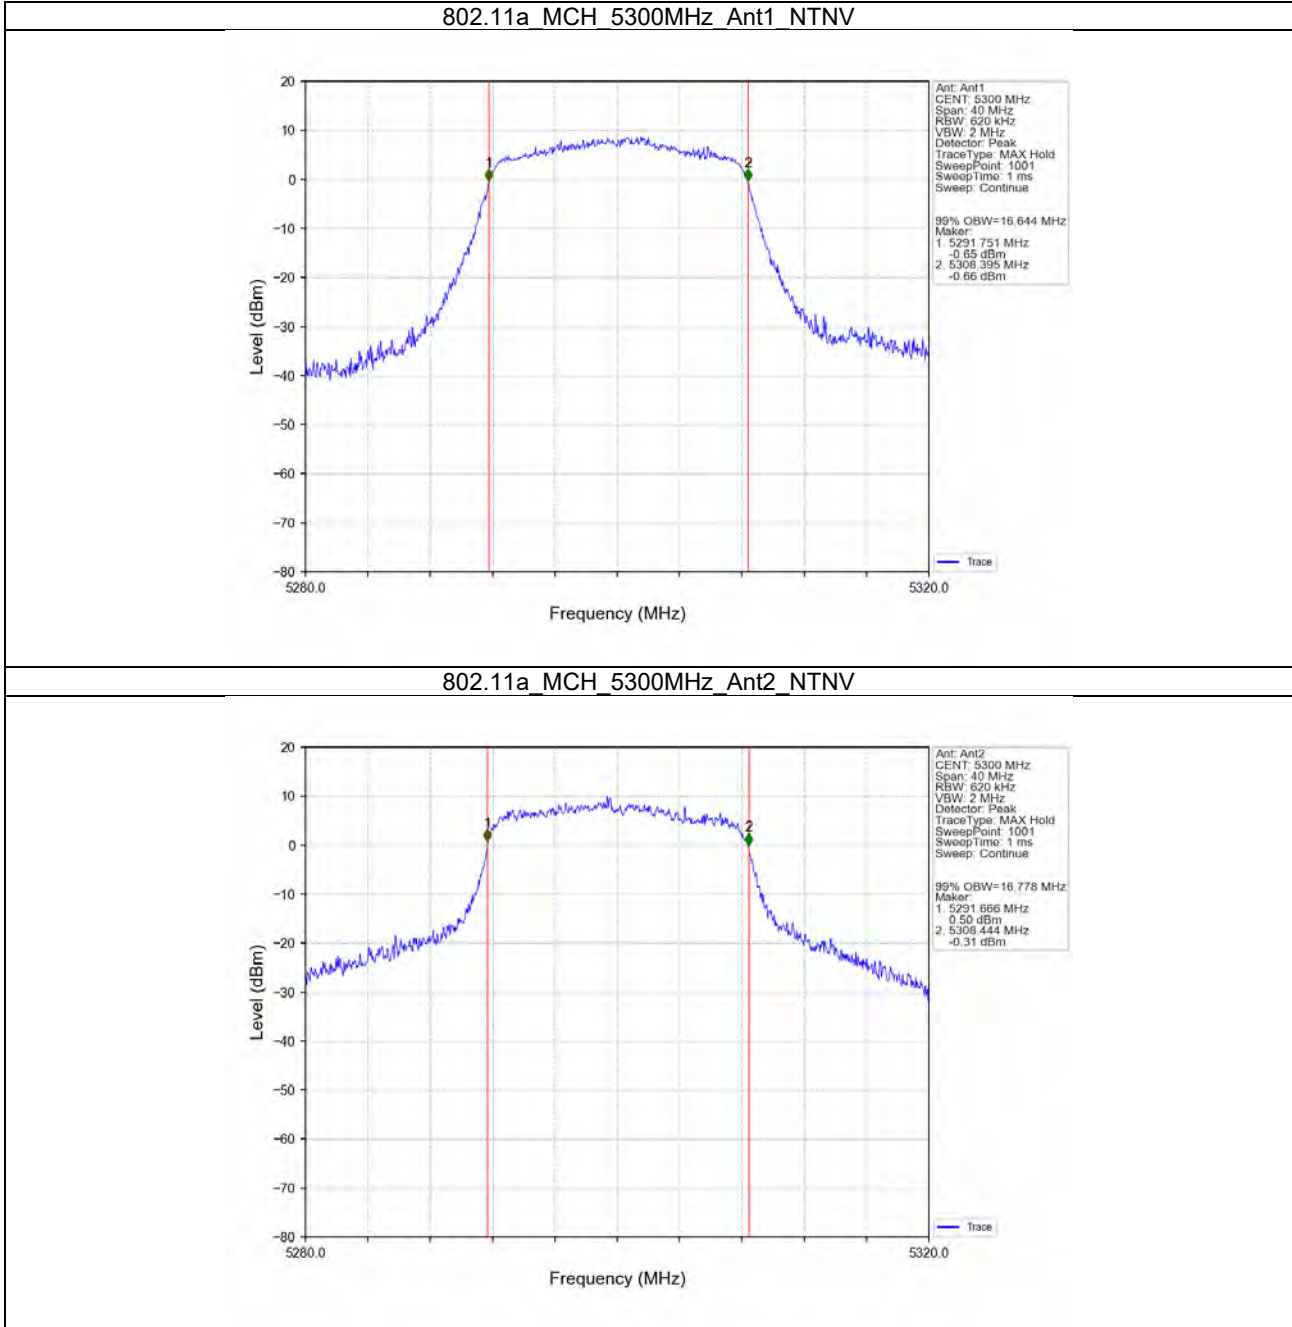 802.11a_MCH_5300MHz_Ant1_NTNV
20
10
0
-10
-20
-30
-40
-50
-60
-70
-80
Level (dBm)
5280.0
5320.0
Frequency (MHz)
1
2
Ant: Ant1
CENT: 5300 MHz
Span: 40 MHz
RBW: 620 kHz
VBW: 2 MHz
Detector: Peak
TraceType: MAX Hold
SweepPoint: 1001
SweepTime: 1 ms
Sweep: Continue
99% OBW=16.644 MHz
Maker:
1. 5291.751 MHz
-0.65 dBm
2. 5308.395 MHz
-0.66 dBm
Trace
802.11a_MCH_5300MHz_Ant2_NTNV
20
10
0
-10
-20
-30
-40
-50
-60
-70
-80
Level (dBm)
5280.0
5320.0
Frequency (MHz)
1
2
Ant: Ant2
CENT: 5300 MHz
Span: 40 MHz
RBW: 620 kHz
VBW: 2 MHz
Detector: Peak
TraceType: MAX Hold
SweepPoint: 1001
SweepTime: 1 ms
Sweep: Continue
99% OBW=16.778 MHz
Maker:
1. 5291.666 MHz
0.50 dBm
2. 5308.444 MHz
-0.31 dBm
Trace